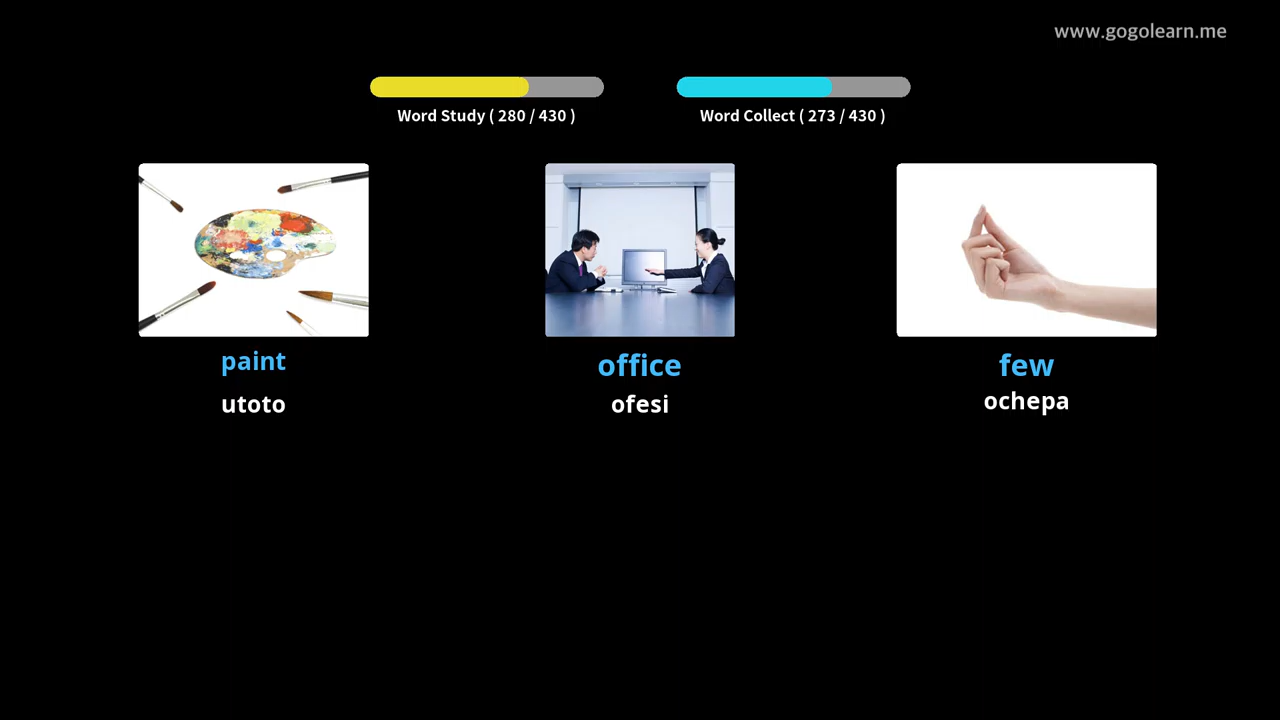 www.gogolearn.me
Word Study ( 280 / 430 )
Word Collect ( 273 / 430 )
paint
utoto
office
ofesi
few
ochepa